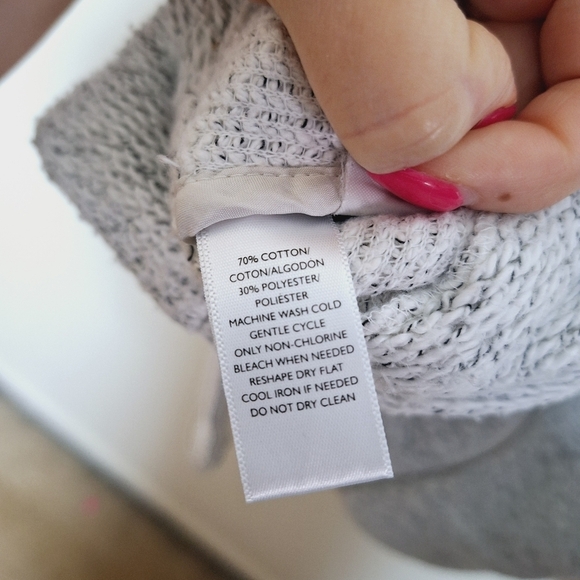 70% COTTON/
COTON/ALGODÓN
30% POLYESTER/
POLIESTER
MACHINE WASH COLD
GENTLE CYCLE
ONLY NON-CHLORINE
BLEACH WHEN NEEDED
RESHAPE DRY FLAT
COOL IRON IF NEEDED
DO NOT DRY CLEAN